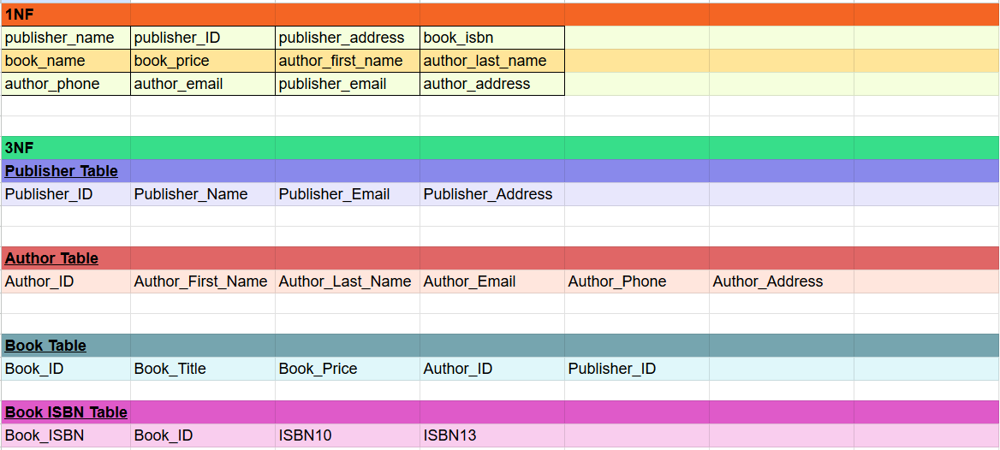 1NF
publisher_name publisher_ID publisher_address book_isbn
book_name book_price author_first_name author_last_name
author_phone author_email publisher_email author_address
3NF
Publisher Table
Publisher_ID Publisher_Name Publisher_Email Publisher_Address
Author Table
Author_ID Author_First_Name Author_Last_Name Author_Email Author_Phone Author_Address
Book Table
Book_ID Book_Title Book_Price Author_ID Publisher_ID
Book ISBN Table
Book_ISBN Book_ID ISBN10 ISBN13